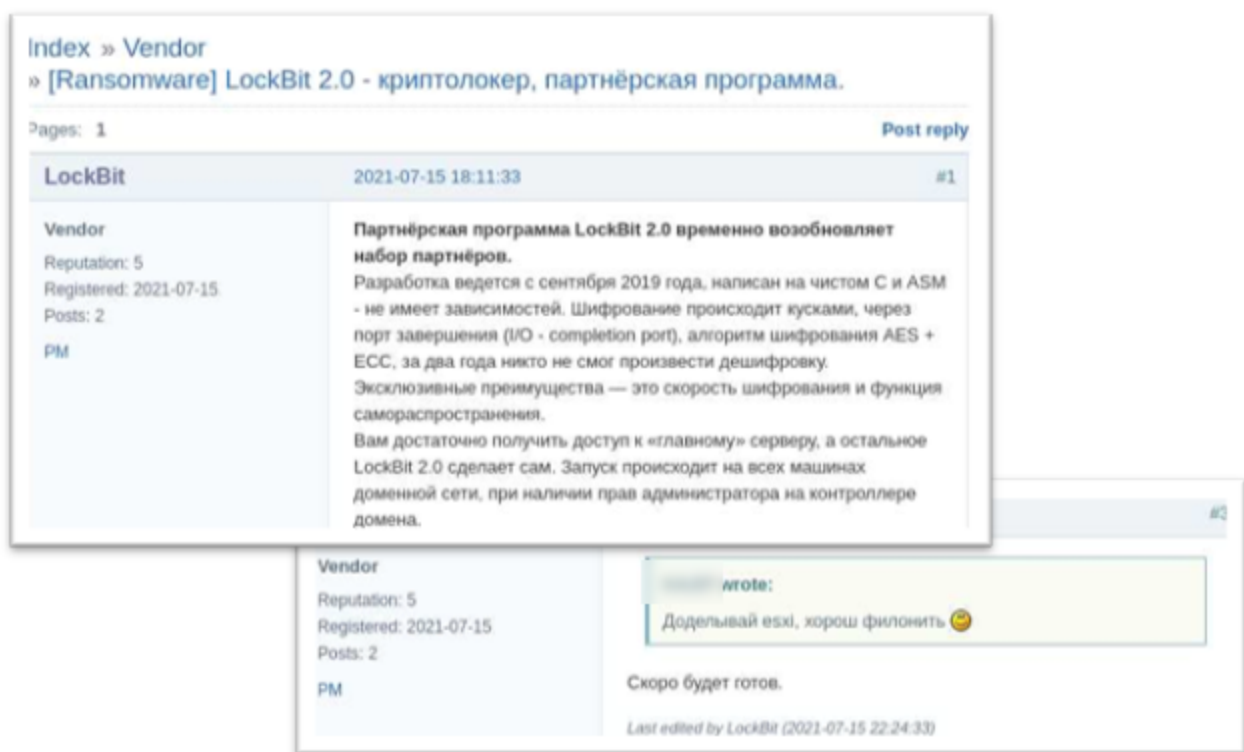 Index » Vendor
» [Ransomware] LockBit 2.0 - криптолокер, партнёрская программа.
Pages: 1
Post reply
LockBit
2021-07-15 18:11:33
#1
Vendor
Reputation: 5
Registered: 2021-07-15
Posts: 2
PM
Партнёрская программа LockBit 2.0 временно возобновляет
набор партнёров.
Разработка ведется с сентября 2019 года, написан на чистом С и ASM
- не имеет зависимостей. Шифрование происходит кусками, через
порт завершения (I/O - completion port), алгоритм шифрования AES +
ECC, за два года никто не смог произвести дешифровку.
Эксклюзивные преимущества — это скорость шифрования и функция
самораспространения.
Вам достаточно получить доступ к «главному» серверу, а остальное
LockBit 2.0 сделает сам. Запуск происходит на всех машинах
доменной сети, при наличии прав администратора на контроллере
домена.
Vendor
Reputation: 5
Registered: 2021-07-15
Posts: 2
PM
wrote:
Доделывай esxi, хорош филонить
Скоро будет готов.
Last edited by LockBit (2021-07-15 22:24:33)